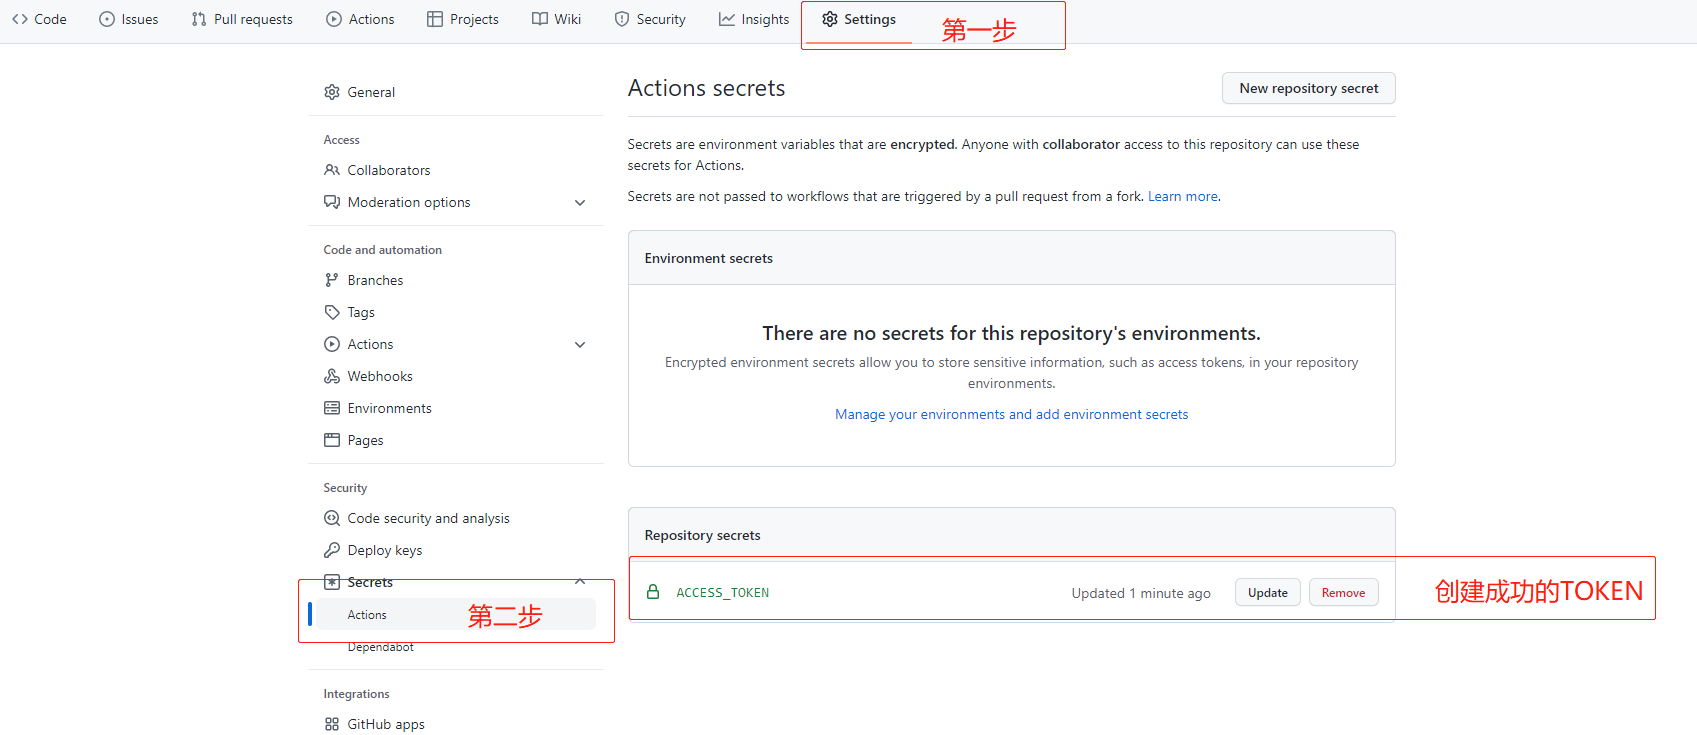 Code
Issues
Pull requests
Actions
Projects
Wiki
Security
Insights
Settings
第一步
General
Access
Collaborators
Moderation options
Code and automation
Branches
Tags
Actions
Webhooks
Environments
Pages
Security
Code security and analysis
Deploy keys
Secrets
Actions
第二步
Dependabot
Integrations
GitHub apps
Actions secrets
New repository secret
Secrets are environment variables that are encrypted. Anyone with collaborator access to this repository can use these
secrets for Actions.
Secrets are not passed to workflows that are triggered by a pull request from a fork. Learn more.
Environment secrets
There are no secrets for this repository's environments.
Encrypted environment secrets allow you to store sensitive information, such as access tokens, in your repository
environments.
Manage your environments and add environment secrets
Repository secrets
ACCESS_TOKEN
Updated 1 minute ago
Update
Remove
创建成功的TOKEN